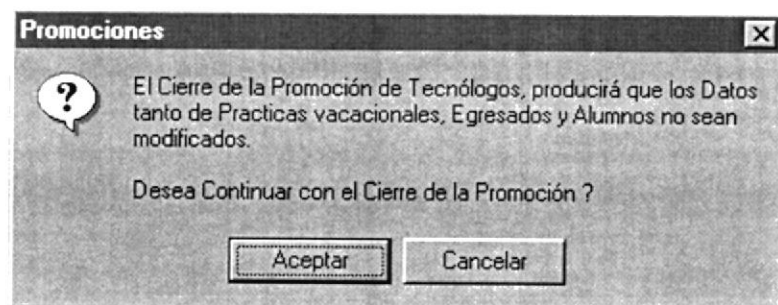 Promociones
El Cierre de la Promoción de Tecnólogos, producirá que los Datos
tanto de Practicas vacacionales, Egresados y Alumnos no sean
modificados.
Desea Continuar con el Cierre de la Promoción ?
Aceptar
Cancelar